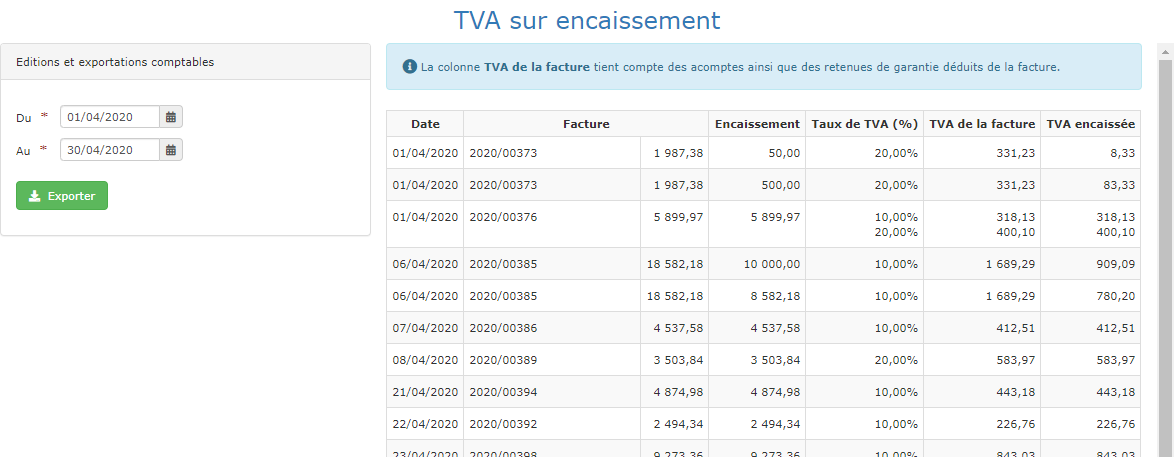 TVA sur encaissement
Editions et exportations comptables
Du * 01/04/2020
Au * 30/04/2020
Exporter
La colonne TVA de la facture tient compte des acomptes ainsi que des retenues de garantie déduits de la facture.
Date Facture Encaissement Taux de TVA (%) TVA de la facture TVA encaissée
01/04/2020 2020/00373 1 987,38 50,00 20,00% 331,23 8,33
01/04/2020 2020/00373 1 987,38 500,00 20,00% 331,23 83,33
01/04/2020 2020/00376 5 899,97 5 899,97 10,00% 318,13 318,13
20,00% 400,10 400,10
06/04/2020 2020/00385 18 582,18 10 000,00 10,00% 1 689,29 909,09
06/04/2020 2020/00385 18 582,18 8 582,18 10,00% 1 689,29 780,20
07/04/2020 2020/00386 4 537,58 4 537,58 10,00% 412,51 412,51
08/04/2020 2020/00389 3 503,84 3 503,84 20,00% 583,97 583,97
21/04/2020 2020/00394 4 874,98 4 874,98 10,00% 443,18 443,18
22/04/2020 2020/00392 2 494,34 2 494,34 10,00% 226,76 226,76
23/04/2020 2020/00398 9 273,36 9 273,36 10,00% 843,03 843,03